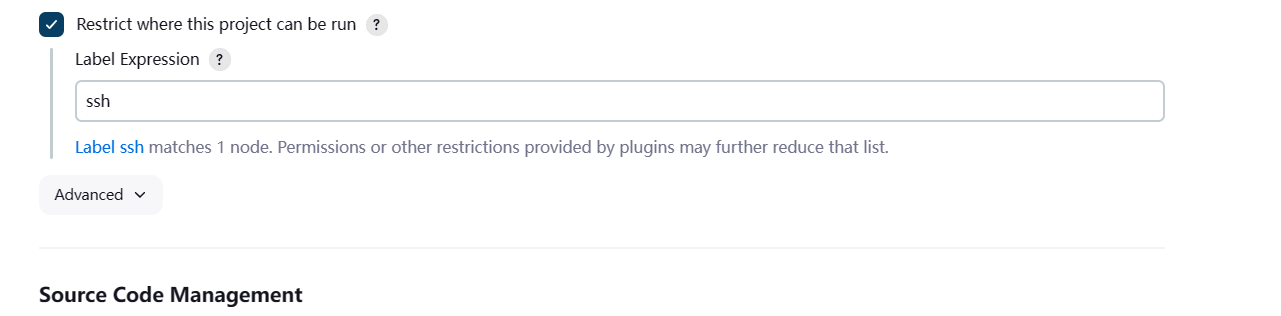 Restrict where this project can be run ?
Label Expression ?
ssh
Label ssh matches 1 node. Permissions or other restrictions provided by plugins may further reduce that list.
Advanced
Source Code Management